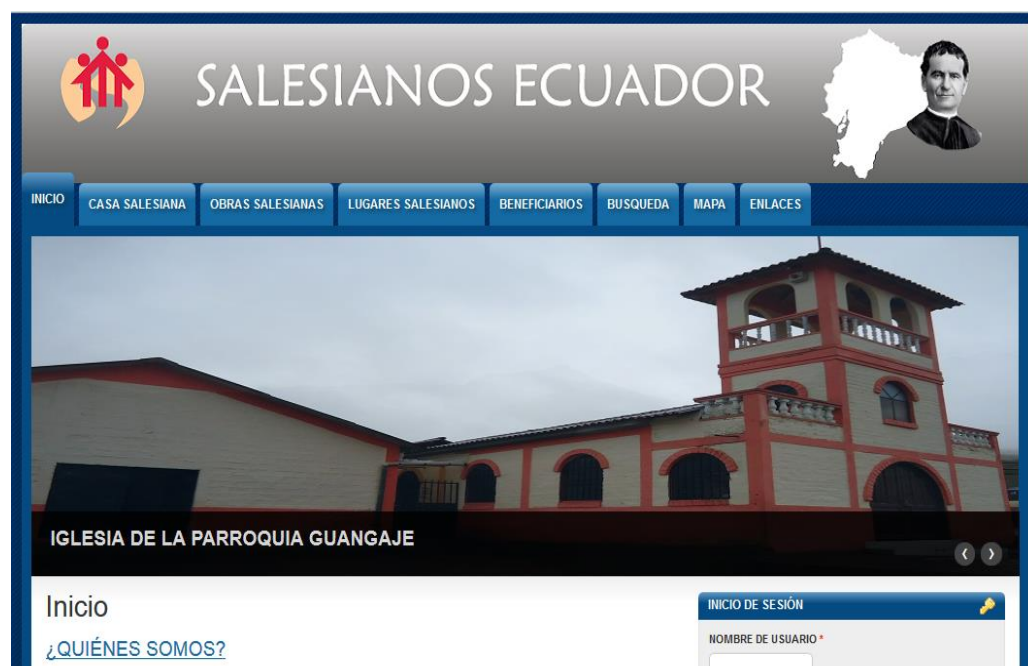 SALESIANOS ECUADOR
INICIO CASA SALESIANA OBRAS SALESIANAS LUGARES SALESIANOS BENEFICIARIOS BUSQUEDA MAPA ENLACES
IGLESIA DE LA PARROQUIA GUANGAJE
Inicio
¿QUIÉNES SOMOS?
INICIO DE SESIÓN
NOMBRE DE USUARIO *